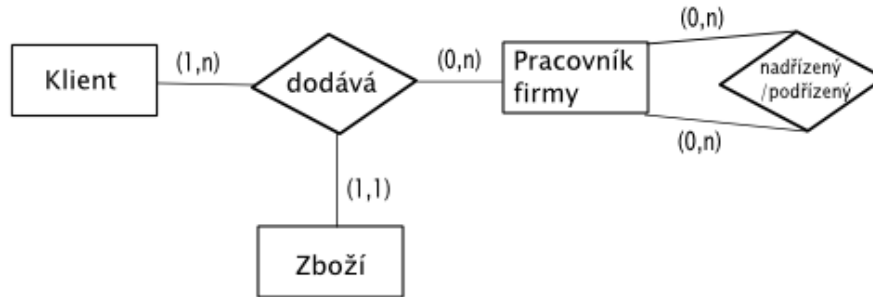 (0,n)
Klient
(1,n)
dodává
(0,n)
Pracovník
firmy
nadřízený
/podřízený
(0,n)
(1,1)
Zboží